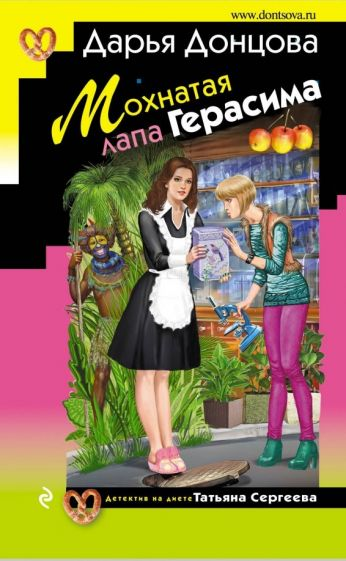 www.dontsova.ru
Дарья Донцова
Мохнатая
лапа Герасима
Детектив на диете Татьяна Сергеева